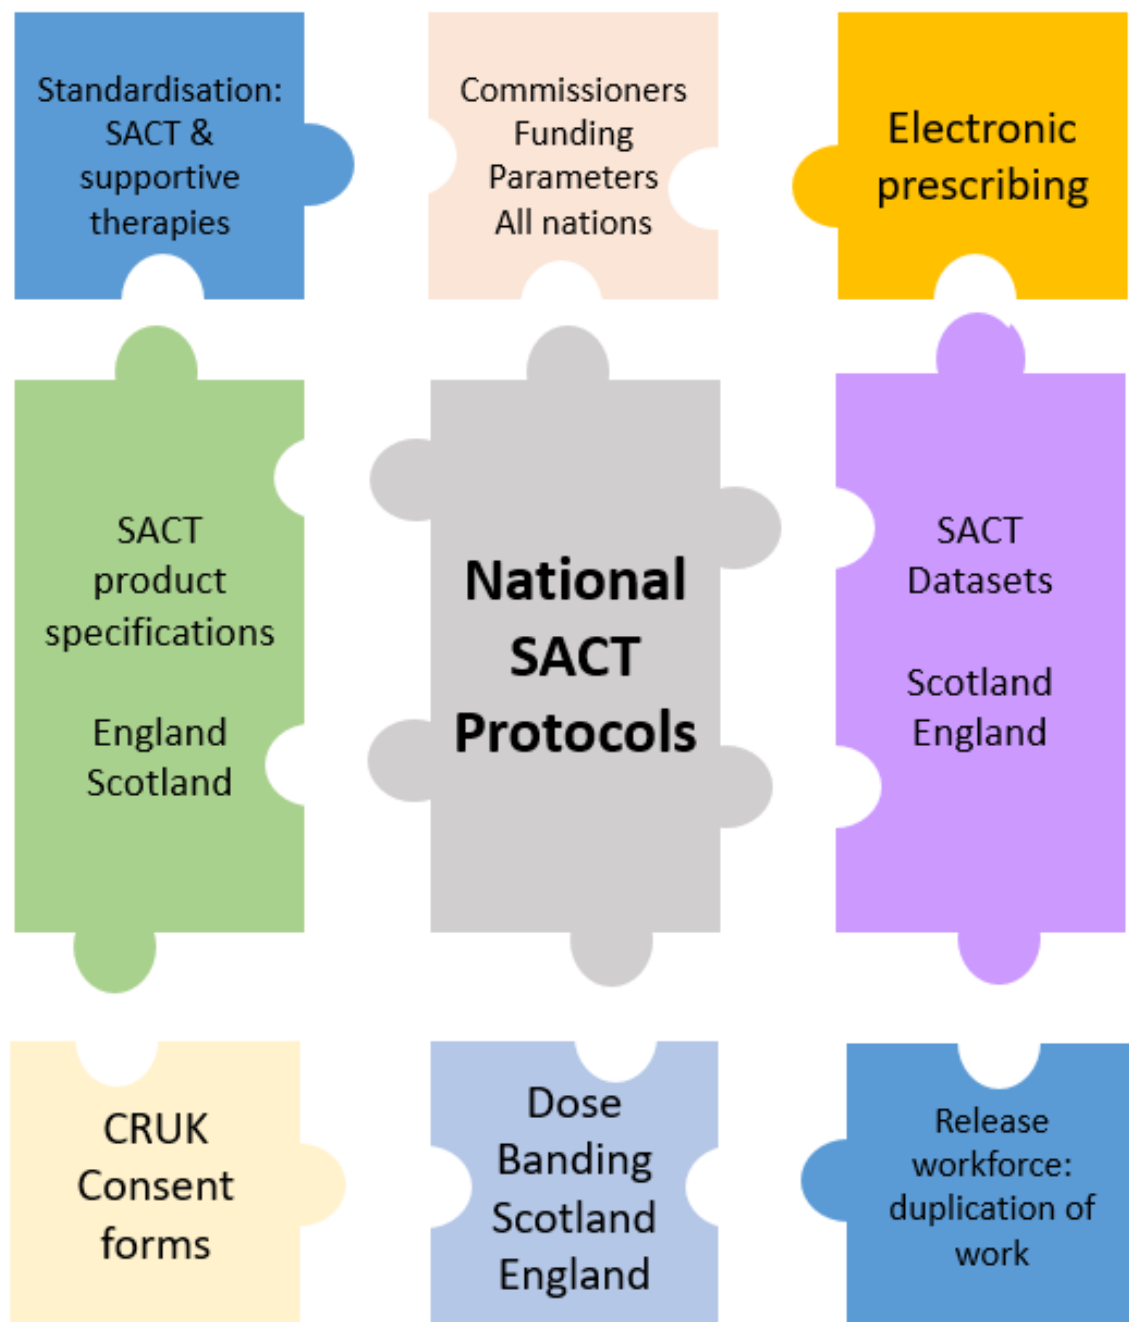 Standardisation:
SACT &
supportive
therapies
Commissioners
Funding
Parameters
All nations
Electronic
prescribing
SACT
product
specifications
England
Scotland
National
SACT
Protocols
SACT
Datasets
Scotland
England
CRUK
Consent
forms
Dose
Banding
Scotland
England
Release
workforce:
duplication of
work